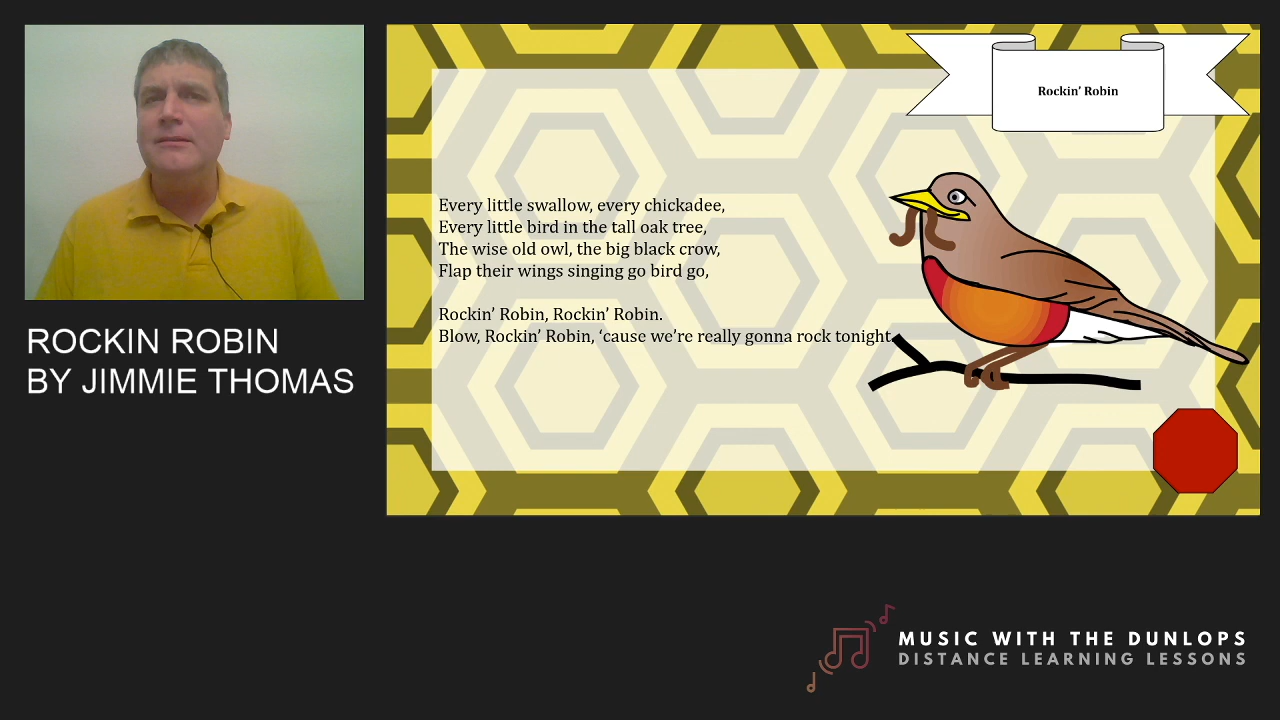 ROCKIN ROBIN
BY JIMMIE THOMAS
Rockin' Robin
Every little swallow, every chickadee,
Every little bird in the tall oak tree,
The wise old owl, the big black crow,
Flap their wings singing go bird go,
Rockin’ Robin, Rockin’ Robin.
Blow, Rockin’ Robin, ‘cause we’re really gonna rock tonight.
MUSIC WITH THE DUNLOPS
DISTANCE LEARNING LESSONS